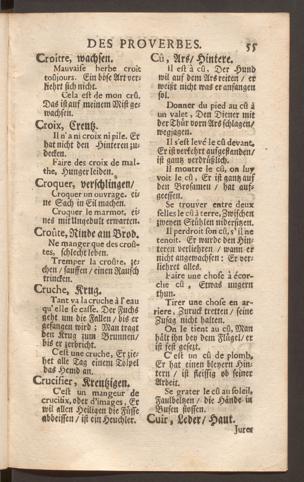 DES PROVERBES. 55
Croitre, wachsen.
Mauvaise herbe croit
toûjours. Ein böse Art ver-
liehrt sich nicht.
Cela est de mon crû.
Das ist auf meinem Mist ge-
wachsen.
Croix, Creutz.
Il n'a ni croix ni pile. Er
hat nicht den Hinteren zu-
decken.
Faire des croix de mal-
the, Hunger leiden.
Croquer, verschlingen/
Croquer un ouvrage. ei-
ne Sach in Eil machen.
Croquer le marmot, ei-
nes mit Ungedult erwarten.
Croûte, Rinde am Brod.
Ne manger que des croû-
tes, schlecht leben.
Tremper la croûte, ze-
chen/ sauffen/ einen Rausch
trincken.
Cruche, Krug.
Tant va la cruche à l'eau
qu'elle se casse. Der Fuchs
geht um die Fallen/ bis er
gefangen wird; Man tragt
den Krug zum Brunnen/
bis er zerbricht.
C'est une cruche, Er zie-
het alle Tag einem Tölpel
das Hemd an.
Crucifier, Kreutzigen.
C'est un mangeur de
crucifix, oder d'images, Er
will allen Heiligen die Füsse
abbeissen/ ist ein Heuchler.
Cû, Ars/ Hintere.
Il est à cû. Der Hund
wil auf dem Ars reiten/ er
weißt nicht was er anfangen
sol.
Donner du pied au cû à
un valet, Den Diener mit
der Thür vorn Ars schlagen/
wegjagen.
Il s'est levé le cû devant,
Er ist verkehrt aufgestanden/
ist gantz verdrüßlich.
Il montre le cû, on luy
voit le cû, Er ist gantz auf
den Brosamen/ hat auf-
gegessen.
Se trouver entre deux
selles le cû à terre, Zwischen
zweyen Stühlen nidersitzen.
Il perdroit son cû, s'il ne
tenoit. Er wurde den Hin-
teren verliehren/ wann er
nicht angewachsen: Er ver-
liehret alles.
Faire une chose à écor-
che cû, Etwas ungern
thun.
Tirer une chose en ar-
riere, Zuruck tretten/ seine
Zusag nicht halten.
On le tient au cû. Man
hält ihn bey dem Flügel/ er
ist fest gesetzt.
C'est un cû de plomb,
Er hat einen bleyern Hin-
tern/ ist fleissig ob seiner
Arbeit.
Se grater le cû au soleil,
Faulbeltzen/ die Hände in
Busen stossen.
Cuir, Leder/ Haut.
Jurer